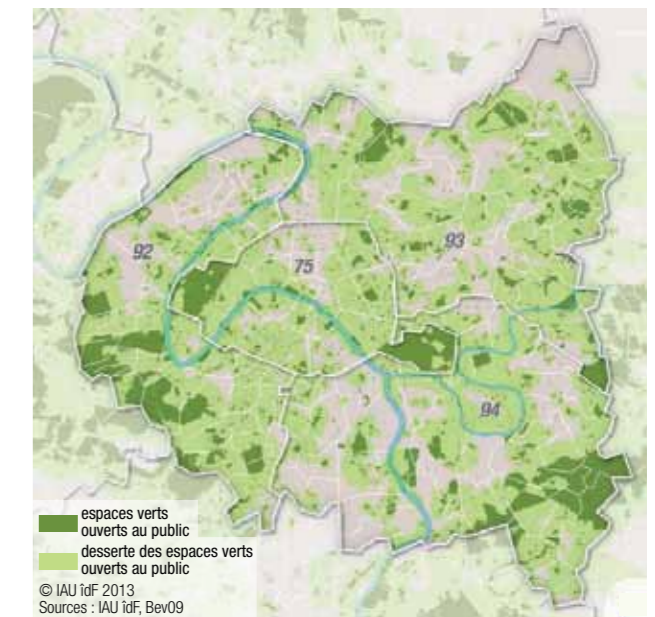 92
75
93
94
espaces verts
ouverts au public
desserte des espaces verts
ouverts au public
© IAU îdF 2013
Sources : IAU îdF, Bev09